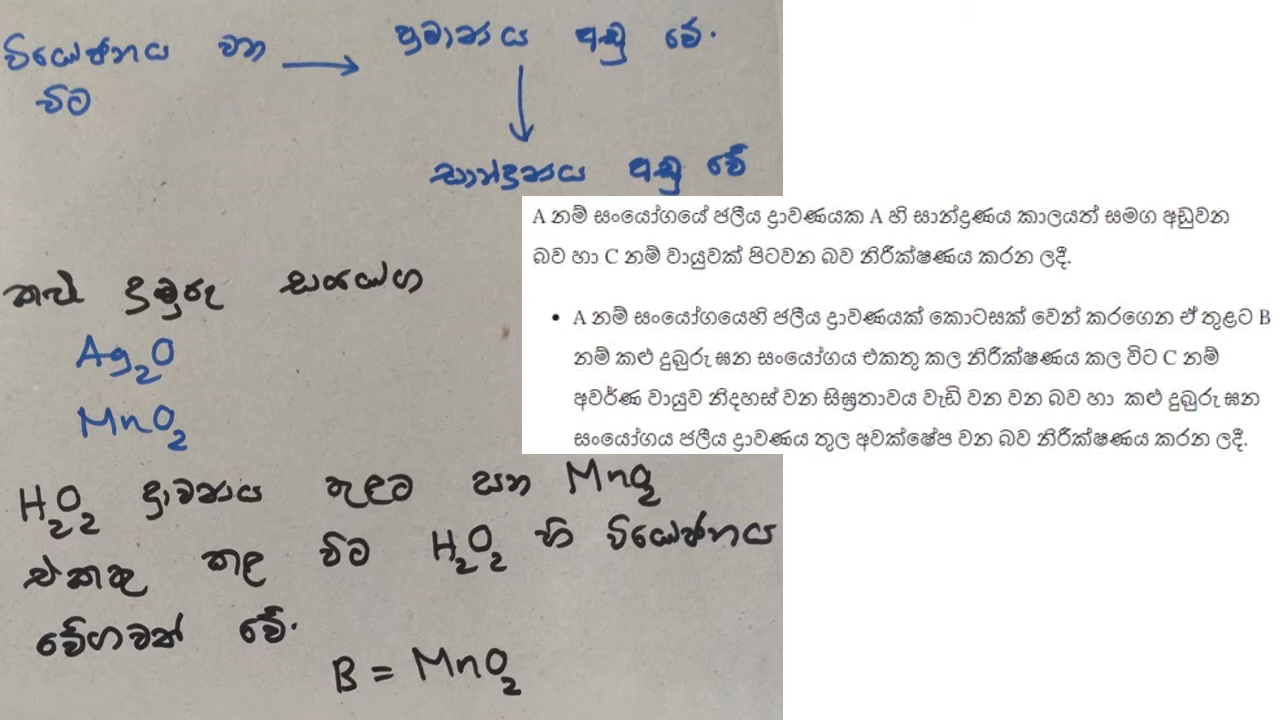 වියෝජනය වන → ප්‍රමාණය අඩු වේ.
විට ↓
සාන්ද්‍රණය අඩු වේ
A නම් සංයෝගයේ ජලීය ද්‍රාවණයක A හි සාන්ද්‍රණය කාලයත් සමග අඩුවන
බව හා C නම් වායුවක් පිටවන බව නිරීක්ෂණය කරන ලදී.
• A නම් සංයෝගයෙහි ජලීය ද්‍රාවණයක් කොටසක් වෙන් කරගෙන ඒ තුළට B
නම් කළු දුබුරු ඝන සංයෝගය එකතු කල නිරීක්ෂණය කල විට C නම්
අවර්ණ වායුව නිදහස් වන සිඝ්‍රතාවය වැඩි වන වන බව හා කළු දුබුරු ඝන
සංයෝගය ජලීය ද්‍රාවණය තුල අවක්ෂේප වන බව නිරීක්ෂණය කරන ලදී.
කළු දුඹුරු සංයෝග
Ag₂O
MnO₂
H₂O₂ ද්‍රාවණය තුළට ඝන MnO₂
එකතු කළ විට H₂O₂ හි වියෝජනය
වේගවත් වේ.
B = MnO₂